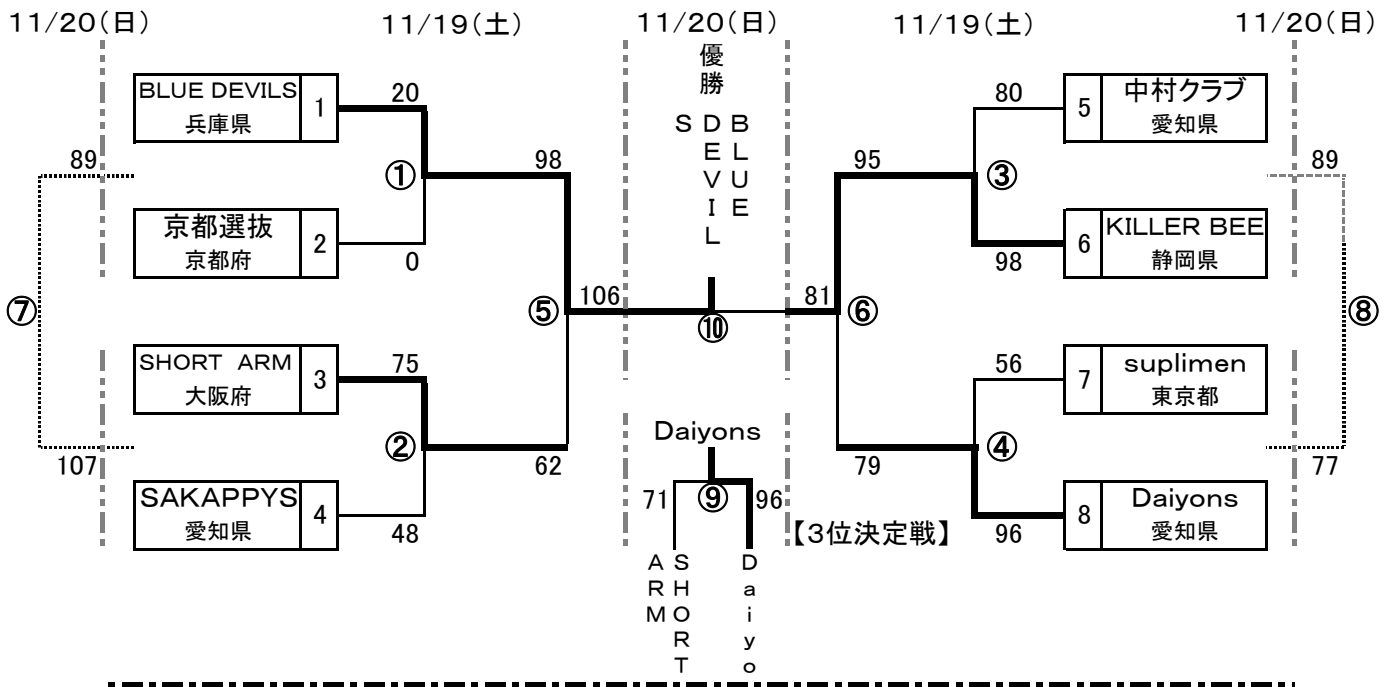 11/20(日)
11/19(土)
11/20(日)
11/19(土)
11/20(日)
優勝
BLUE
DEVIL
S
BLUE DEVILS
兵庫県
1
20
①
98
89
京都選抜
京都府
2
0
⑦
⑤
106
SHORT ARM
大阪府
3
75
②
62
107
SAKAPPYS
愛知県
4
48
⑩
81
⑥
80
5
中村クラブ
愛知県
95
③
89
6
KILLER BEE
静岡県
98
⑧
56
7
suplimen
東京都
79
④
77
8
Daiyons
愛知県
96
Daiyons
71
⑨
96
【3位決定戦】
SHORT
ARM
Daiyo